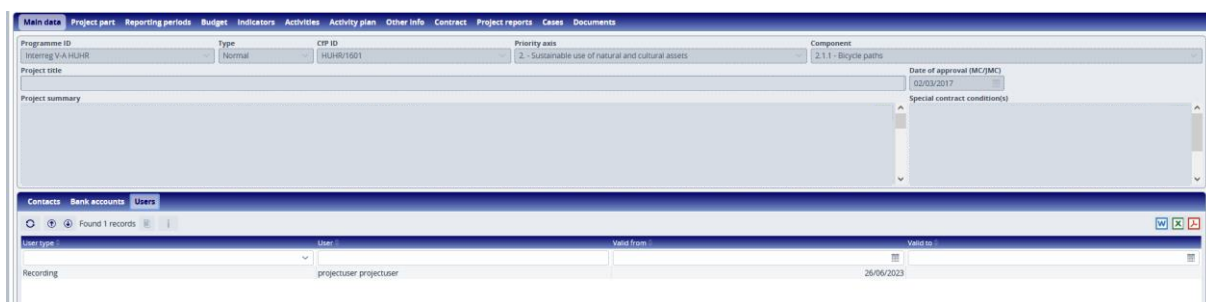 Main data Project part Reporting periods Budget Indicators Activities Activity plan Other Info Contract Project reports Cases Documents
Programme ID Type CfP ID Priority axis Component
Interreg V-A HUHR Normal HUHR/1601 2. - Sustainable use of natural and cultural assets 2.1.1 - Bicycle paths
Project title Date of approval (MC/JMC)
02/03/2017
Project summary Special contract condition(s)
Contacts Bank accounts Users
Found 1 records
User type User Valid from Valid to
Recording projectuser projectuser 26/06/2023